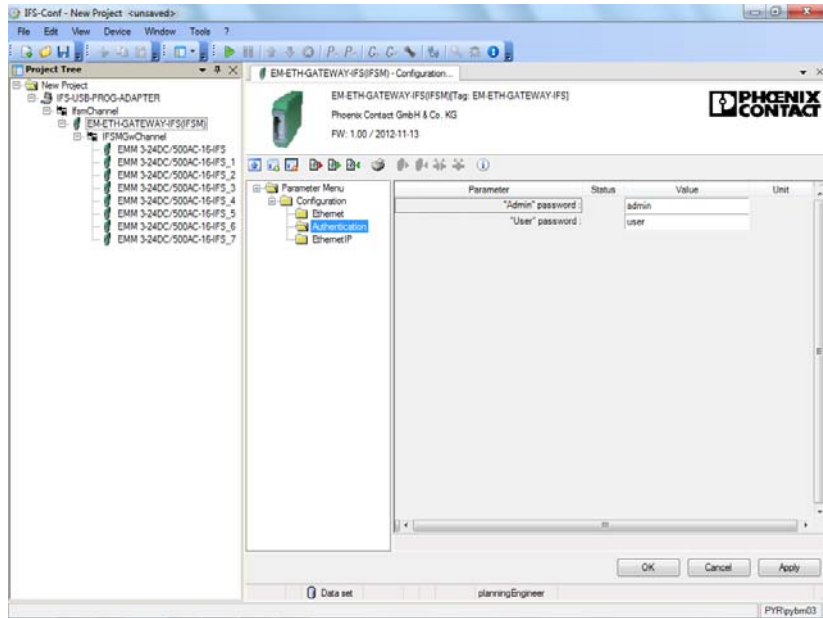 IFS-Conf - New Project <unsaved>
File Edit View Device Window Tools ?
Project Tree
New Project
IFS-USB-PROG-ADAPTER
IfsmChannel
EM-ETH-GATEWAY-IFS(IFSM)
IFSMGwChannel
EMM 3-24DC/500AC-16-IFS
EMM 3-24DC/500AC-16-IFS_1
EMM 3-24DC/500AC-16-IFS_2
EMM 3-24DC/500AC-16-IFS_3
EMM 3-24DC/500AC-16-IFS_4
EMM 3-24DC/500AC-16-IFS_5
EMM 3-24DC/500AC-16-IFS_6
EMM 3-24DC/500AC-16-IFS_7
EM-ETH-GATEWAY-IFS(IFSM) - Configuration...
EM-ETH-GATEWAY-IFS(IFSM)[Tag: EM-ETH-GATEWAY-IFS]
Phoenix Contact GmbH & Co. KG
FW: 1.00 / 2012-11-13
PHŒNIX
CONTACT
Parameter Menu
Configuration
Ethernet
Authentication
Ethernet/IP
Parameter Status Value Unit
"Admin" password : admin
"User" password : user
OK Cancel Apply
Data set planningEngineer
PYR\pybm03